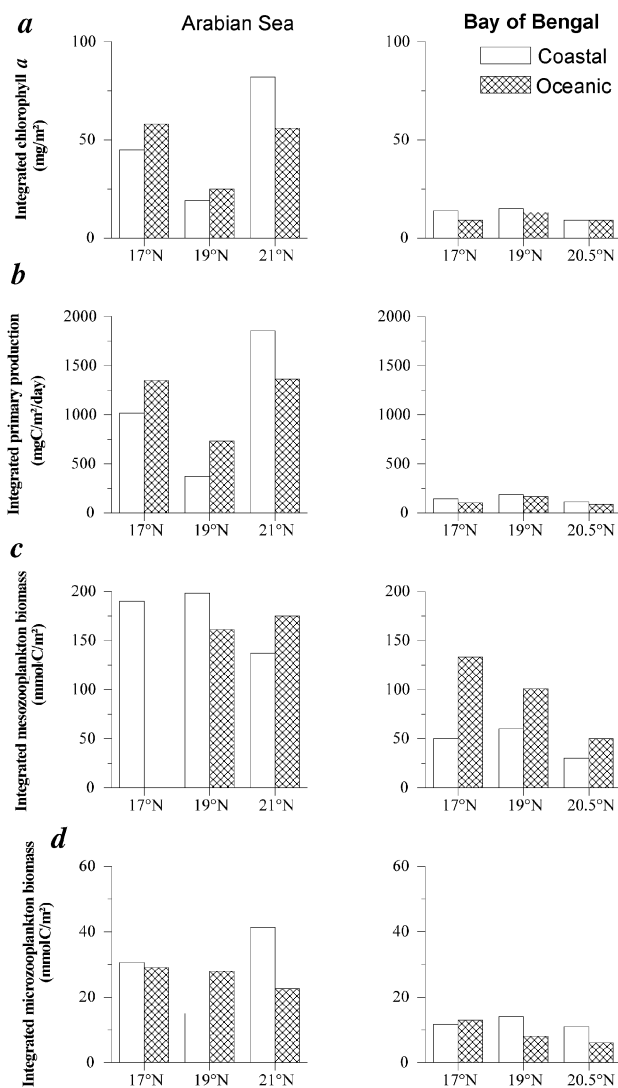 a
Arabian Sea
Bay of Bengal
Coastal
Oceanic
Integrated chlorophyll a
(mg/m²)
100
75
50
25
0
17°N 19°N 21°N
100
75
50
25
0
17°N 19°N 20.5°N
b
Integrated primary production
(mgC/m²/day)
2000
1500
1000
500
0
17°N 19°N 21°N
2000
1500
1000
500
0
17°N 19°N 20.5°N
c
Integrated mesozooplankton biomass
(mmol·C/m²)
200
150
100
50
0
17°N 19°N 21°N
200
150
100
50
0
17°N 19°N 20.5°N
d
Integrated microzooplankton biomass
(mmolC/m²)
60
40
20
0
17°N 19°N 21°N
60
40
20
0
17°N 19°N 20.5°N